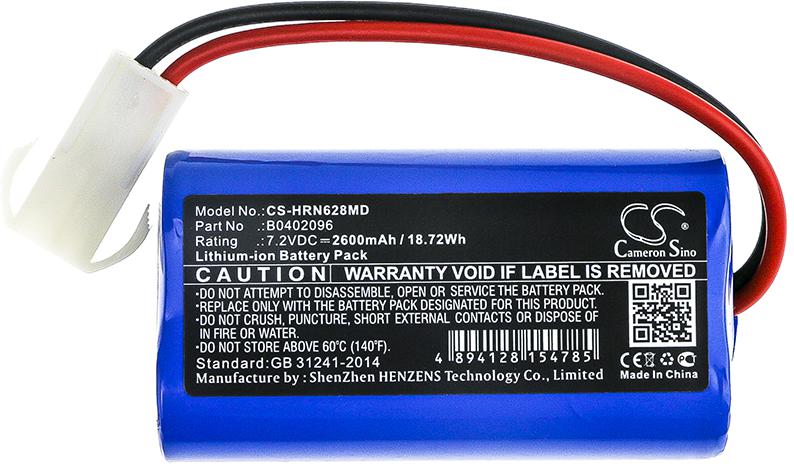 Model No.:CS-HRN628MD
Part No :B0402096
Rating :7.2VDC⎓2600mAh / 18.72Wh
Lithium-ion Battery Pack
CS
Cameron Sino
CAUTION
WARRANTY VOID IF LABEL IS REMOVED
•DO NOT ATTEMPT TO DISASSEMBLE, OPEN OR SERVICE BATTERY PACK.
•REPLACE ONLY WITH THE BATTERY PACK DESIGNATED FOR THIS PRODUCT.
•DO NOT CRUSH, PUNCTURE, SHORT EXTERNAL CONTACTS OR DISPOSE OF
IN FIRE OR WATER.
•DO NOT STORE ABOVE 60℃ (140℉).
Standard:GB 31241-2014
4 894128 154785
Manufacture by : ShenZhen HENZENS Technology Co., Limited
CE
Made In China